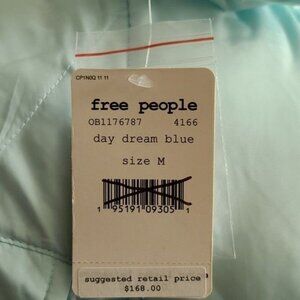 CP1N0Q 11 11
free people
OB1176787 4166
day dream blue
size M
1 95191 09305 1
suggested retail price
$168.00